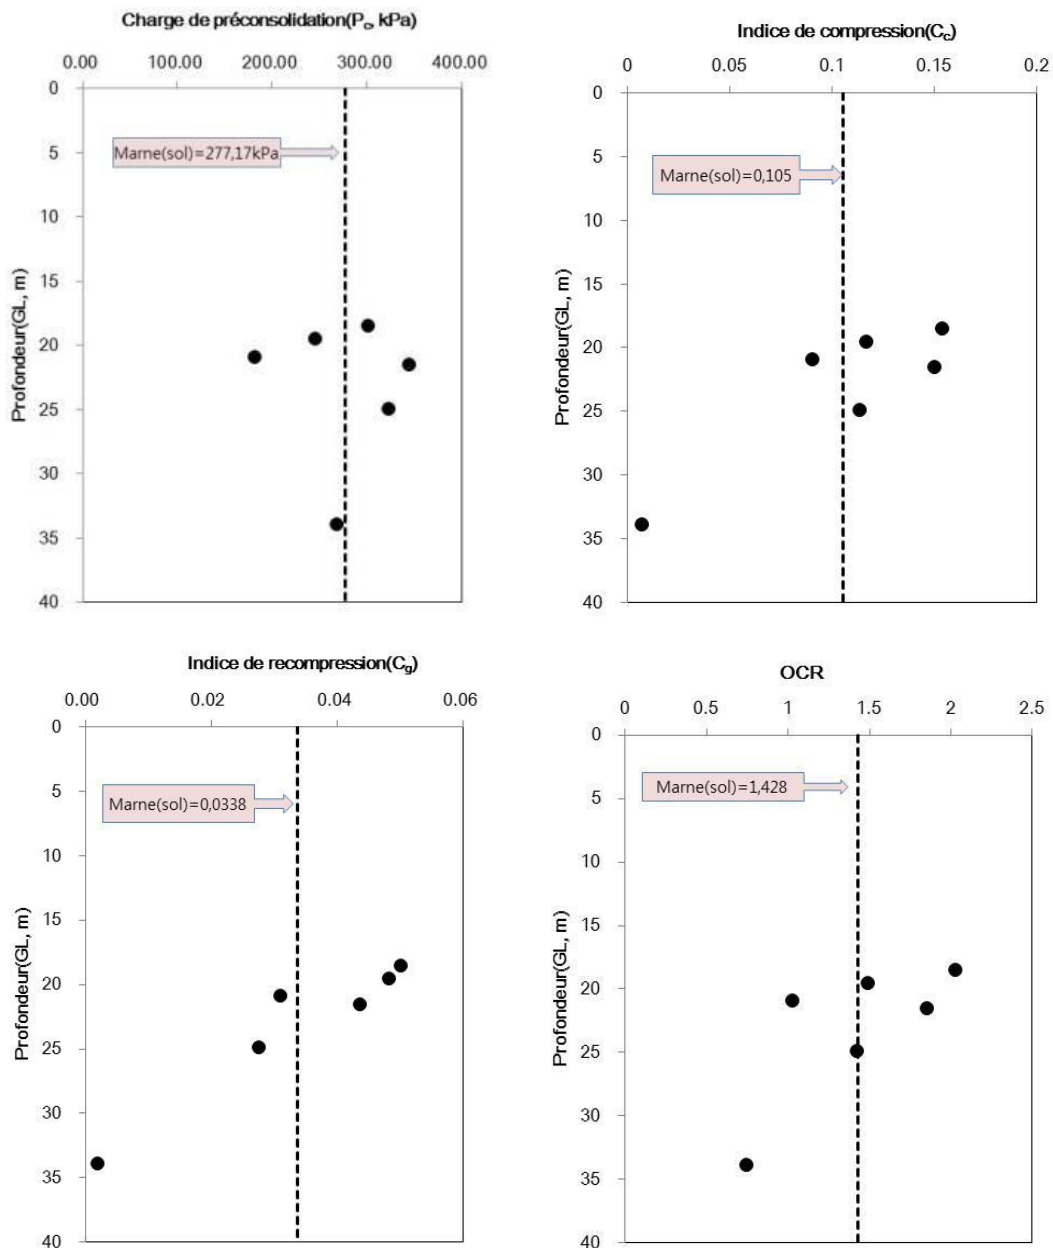 Charge de préconsolidation(Pc, kPa)
0.00 100.00 200.00 300.00 400.00
0
5
10
15
20
25
30
35
40
Profondeur(GL, m)
Marne(sol)=277,17kPa
Indice de compression(Cc)
0 0.05 0.1 0.15 0.2
0
5
10
15
20
25
30
35
40
Profondeur(GL, m)
Marne(sol)=0,105
Indice de recompression(Cg)
0.00 0.02 0.04 0.06
0
5
10
15
20
25
30
35
40
Profondeur(GL, m)
Marne(sol)=0,0338
OCR
0 0.5 1 1.5 2 2.5
0
5
10
15
20
25
30
35
40
Profondeur(GL, m)
Marne(sol)=1,428